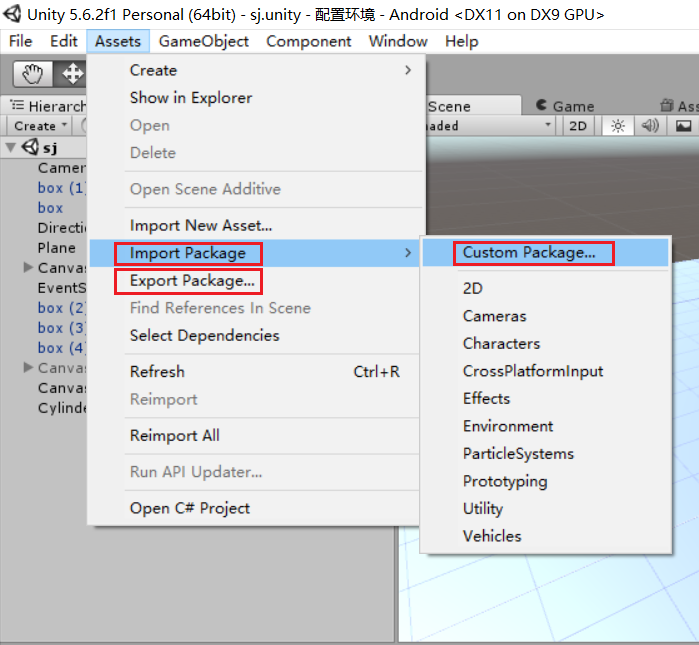 Unity 5.6.2f1 Personal (64bit) - sj.unity - 配置环境 - Android <DX11 on DX9 GPU>
File Edit Assets GameObject Component Window Help
Create
Show in Explorer
Open
Delete
Open Scene Additive
Import New Asset...
Import Package
Export Package...
Find References In Scene
Select Dependencies
Refresh Ctrl+R
Reimport
Reimport All
Run API Updater...
Open C# Project
Custom Package...
2D
Cameras
Characters
CrossPlatformInput
Effects
Environment
ParticleSystems
Prototyping
Utility
Vehicles
Hierarch
Create
sj
Camer
box (1)
box
Directi
Plane
Canvas
EventS
box (2)
box (3)
box (4)
Canvas
Canvas
Cylinde
Scene Game Ass
aded 2D